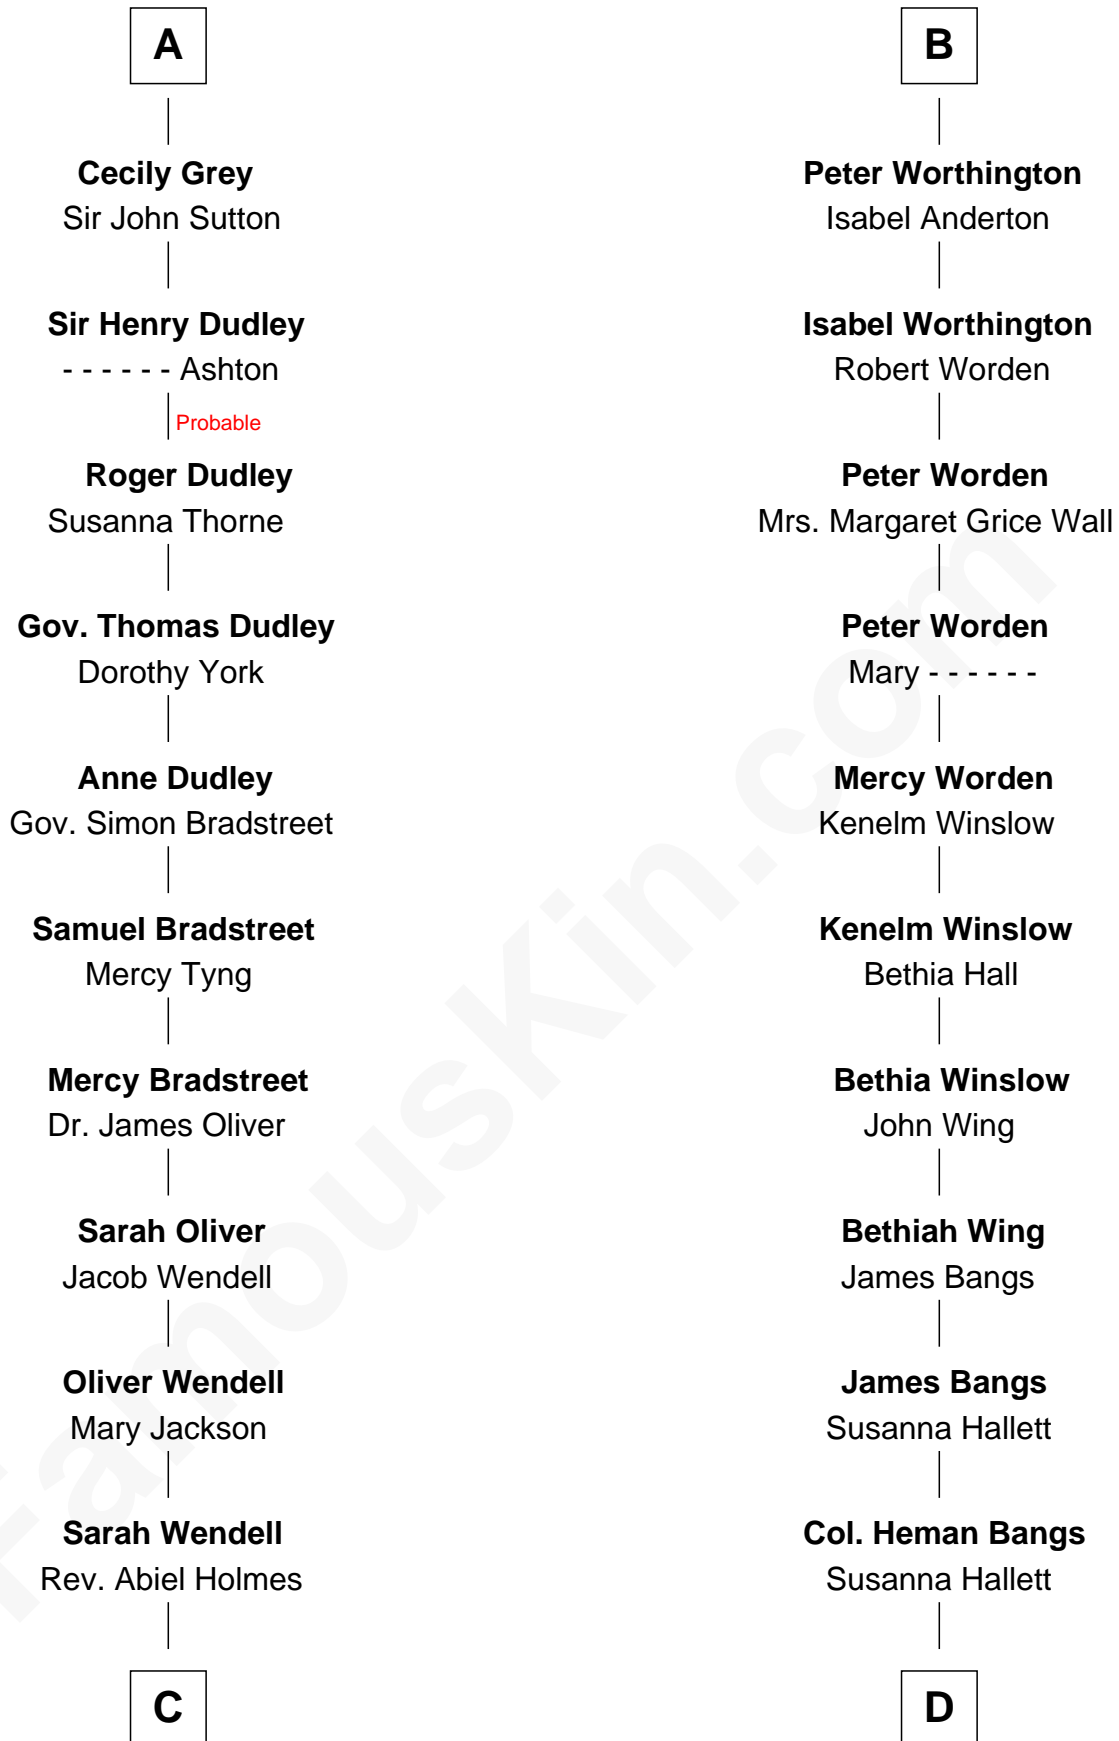 A
Cecily Grey
Sir John Sutton
Sir Henry Dudley
- - - - - - Ashton
Probable
Roger Dudley
Susanna Thorne
Gov. Thomas Dudley
Dorothy York
Anne Dudley
Gov. Simon Bradstreet
Samuel Bradstreet
Mercy Tyng
Mercy Bradstreet
Dr. James Oliver
Sarah Oliver
Jacob Wendell
Oliver Wendell
Mary Jackson
Sarah Wendell
Rev. Abiel Holmes
C
B
Peter Worthington
Isabel Anderton
Isabel Worthington
Robert Worden
Peter Worden
Mrs. Margaret Grice Wall
Peter Worden
Mary - - - - - -
Mercy Worden
Kenelm Winslow
Kenelm Winslow
Bethia Hall
Bethia Winslow
John Wing
Bethiah Wing
James Bangs
James Bangs
Susanna Hallett
Col. Heman Bangs
Susanna Hallett
D
FamousKin.com